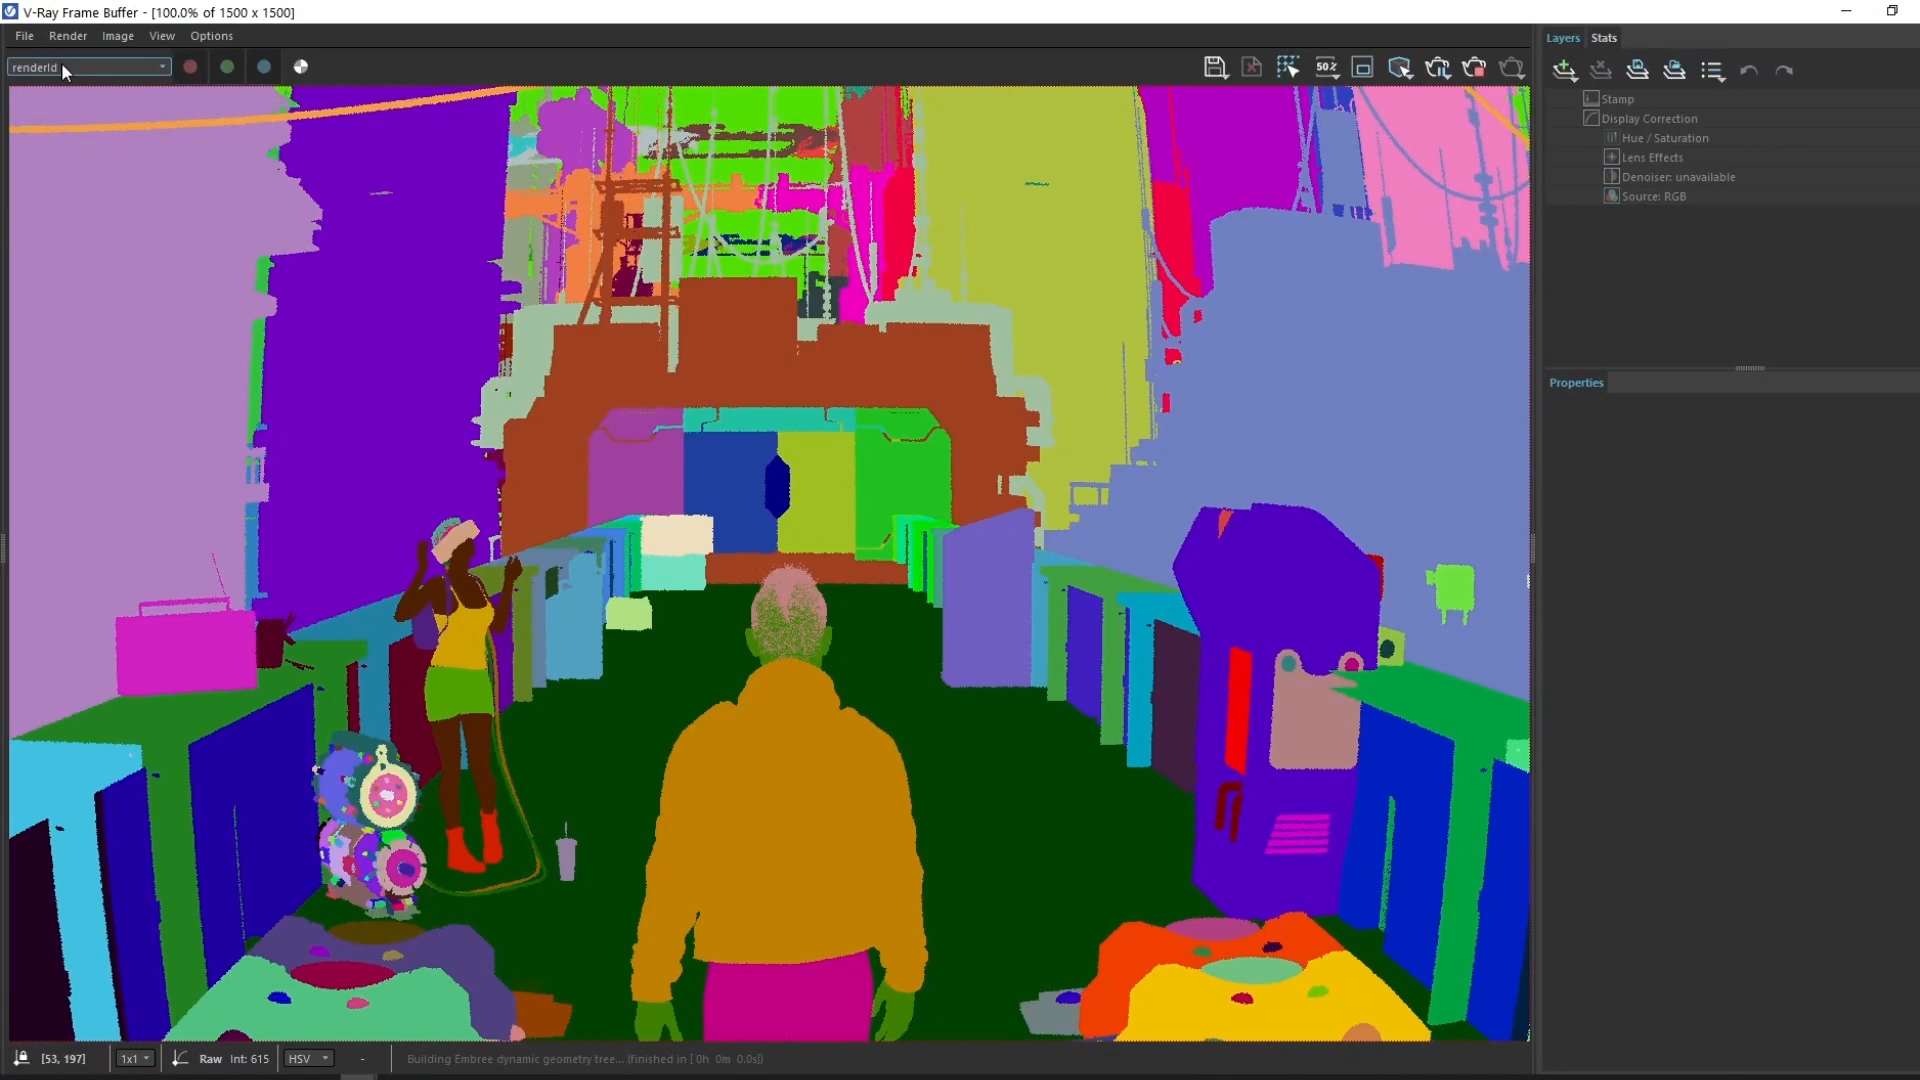 V-Ray Frame Buffer - [100.0% of 1500 x 1500]
File Render Image View Options
renderId
50%
Layers Stats
Stamp
Display Correction
Hue / Saturation
Lens Effects
Denoiser: unavailable
Source: RGB
Properties
[53, 197] 1x1 Raw Int: 615 HSV - Building Embree dynamic geometry tree... (finished in [ 0h 0m 0.0s])